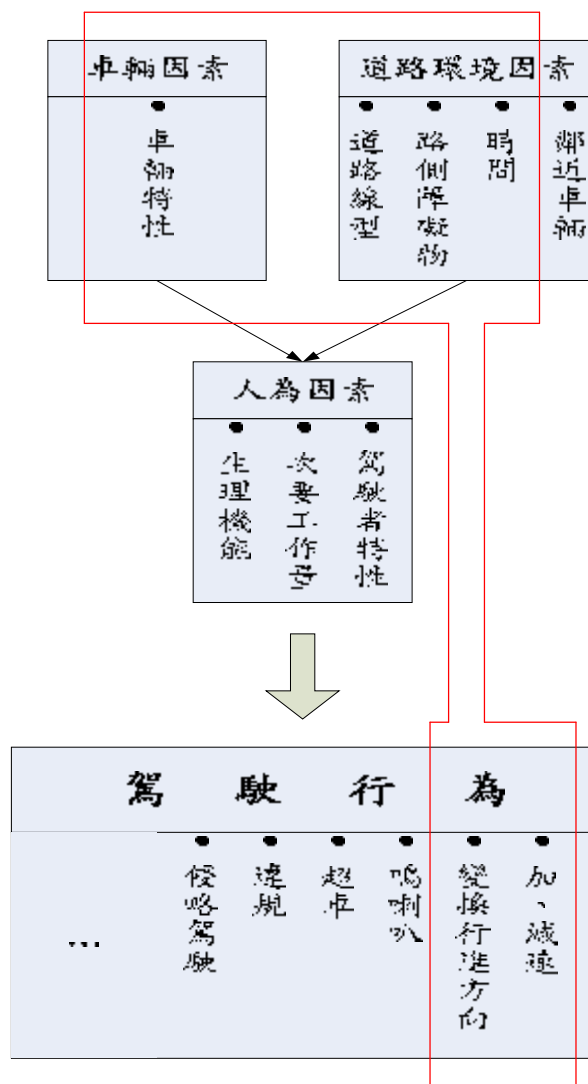 車輛因素
車輛特性
道路環境因素
道路線型
路側障礙物
時間
鄰近車輛
人為因素
生理機能
次要工作量
駕駛者特性
駕駛行為
...
侵略駕駛
違規
超車
鳴喇叭
變換行進方向
加、減速